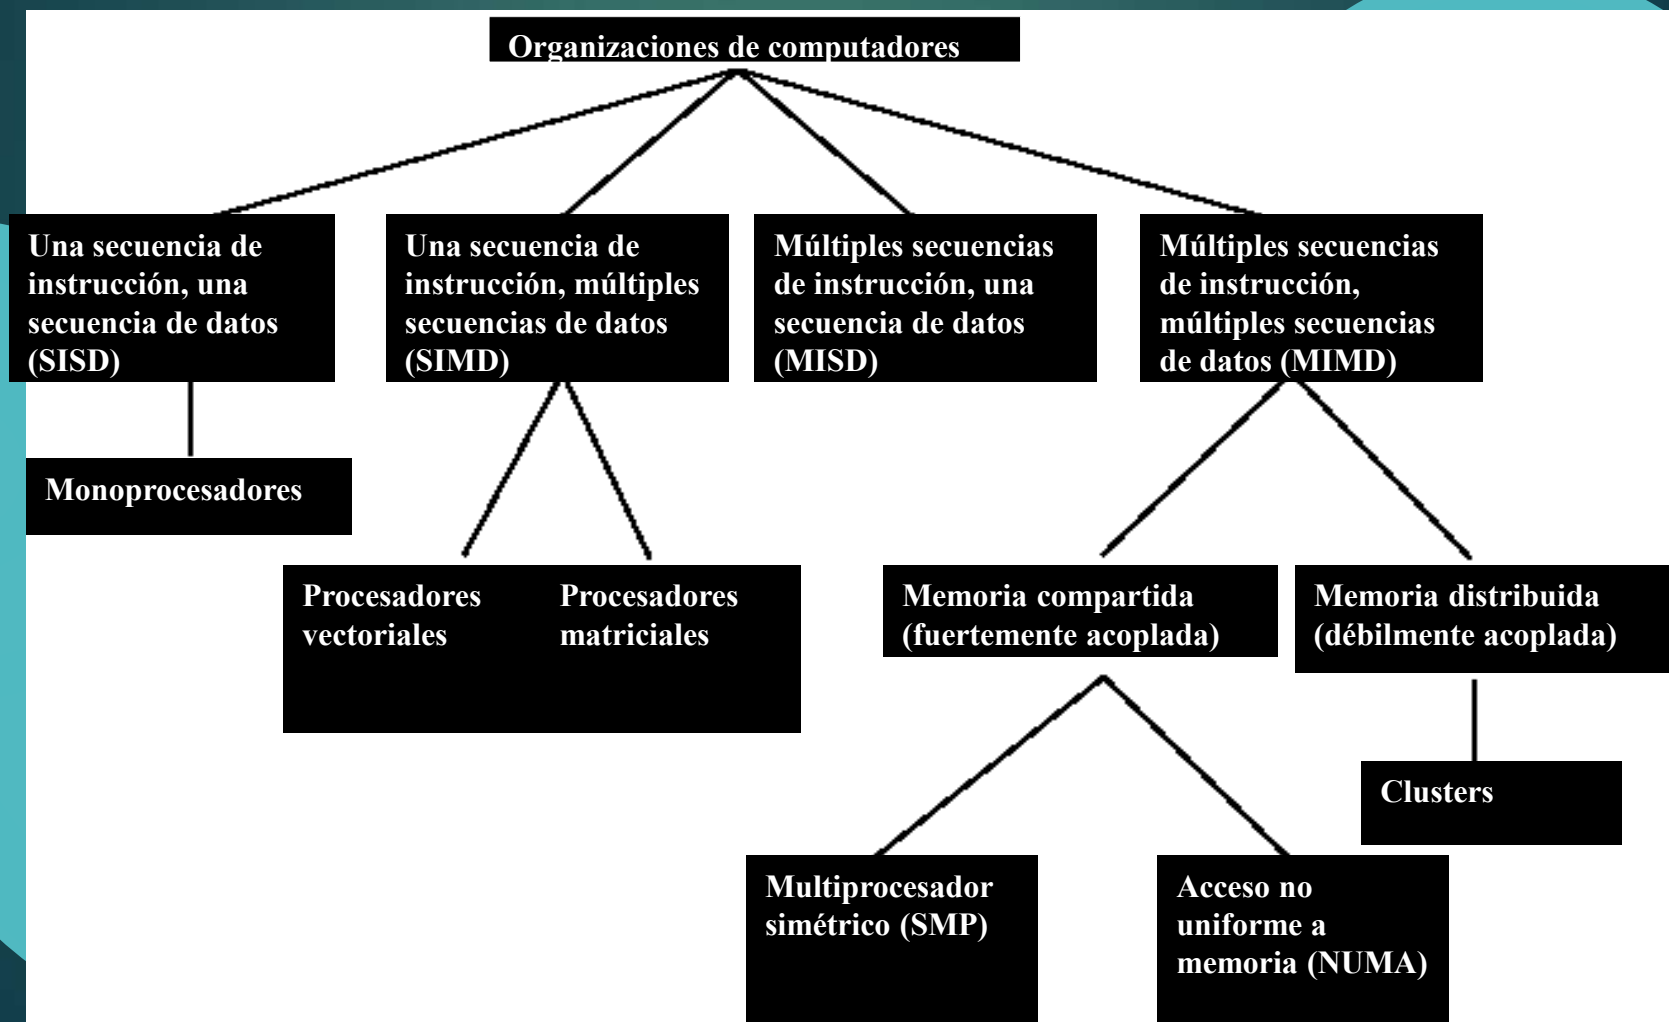 Organizaciones de computadores
Una secuencia de
instrucción, una
secuencia de datos
(SISD)
Una secuencia de
instrucción, múltiples
secuencias de datos
(SIMD)
Múltiples secuencias
de instrucción, una
secuencia de datos
(MISD)
Múltiples secuencias
de instrucción,
múltiples secuencias
de datos (MIMD)
Monoprocesadores
Procesadores
vectoriales
Procesadores
matriciales
Memoria compartida
(fuertemente acoplada)
Memoria distribuida
(débilmente acoplada)
Clusters
Multiprocesador
simétrico (SMP)
Acceso no
uniforme a
memoria (NUMA)